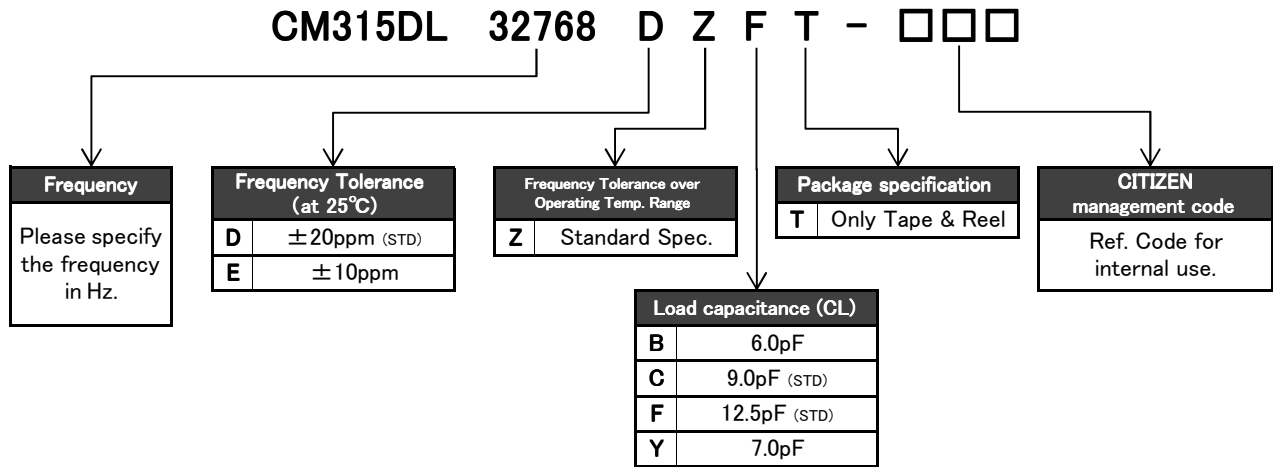 CM315DL 32768 D Z F T - □□□
Frequency
Please specify
the frequency
in Hz.
Frequency Tolerance
(at 25℃)
D ±20ppm (STD)
E ±10ppm
Frequency Tolerance over
Operating Temp. Range
Z Standard Spec.
Package specification
T Only Tape & Reel
CITIZEN
management code
Ref. Code for
internal use.
Load capacitance (CL)
B 6.0pF
C 9.0pF (STD)
F 12.5pF (STD)
Y 7.0pF